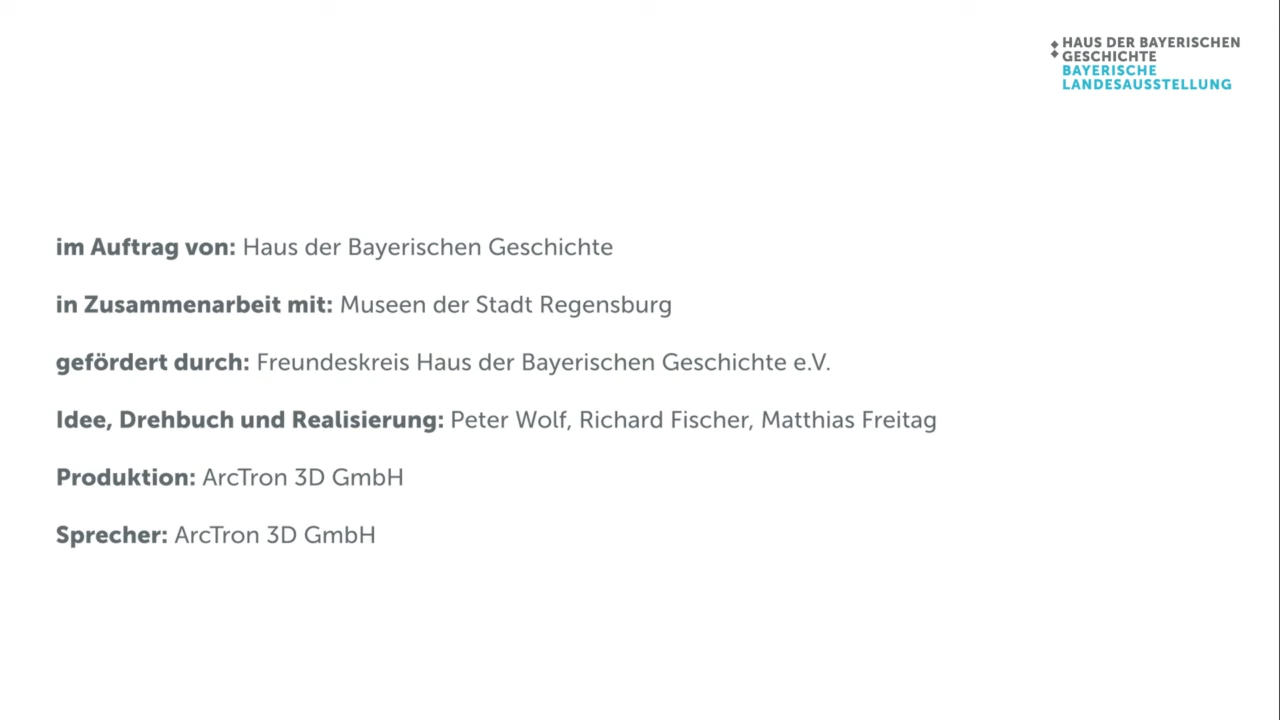 HAUS DER BAYERISCHEN
GESCHICHTE
BAYERISCHE
LANDESAUSSTELLUNG
im Auftrag von: Haus der Bayerischen Geschichte
in Zusammenarbeit mit: Museen der Stadt Regensburg
gefördert durch: Freundeskreis Haus der Bayerischen Geschichte e.V.
Idee, Drehbuch und Realisierung: Peter Wolf, Richard Fischer, Matthias Freitag
Produktion: ArcTron 3D GmbH
Sprecher: ArcTron 3D GmbH